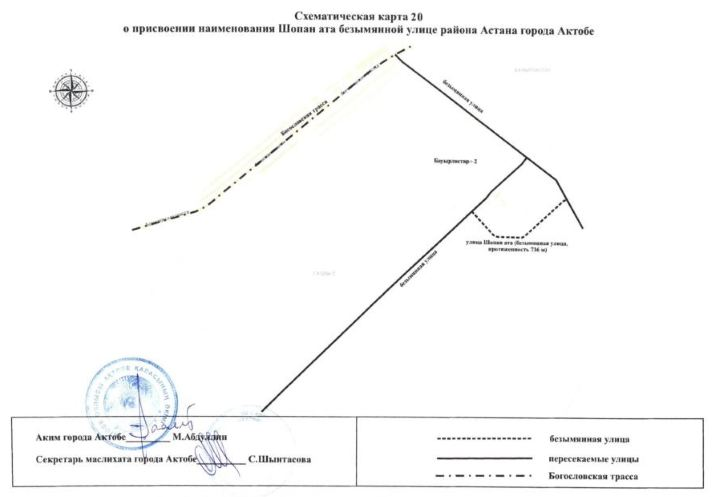 Схематическая карта 20
о присвоении наименования Шопан ата безымянной улице района Астана города Актобе
безымянная улица
Богословская трасса
Бауырластар-2
улица Шопан ата (безымянная улица,
протяженность 736 м)
безымянная улица
Аким города Актобе М.Абдуллин
Секретарь маслихата города Актобе С.Шынтасова
безымянная улица
пересекаемые улицы
Богословская трасса